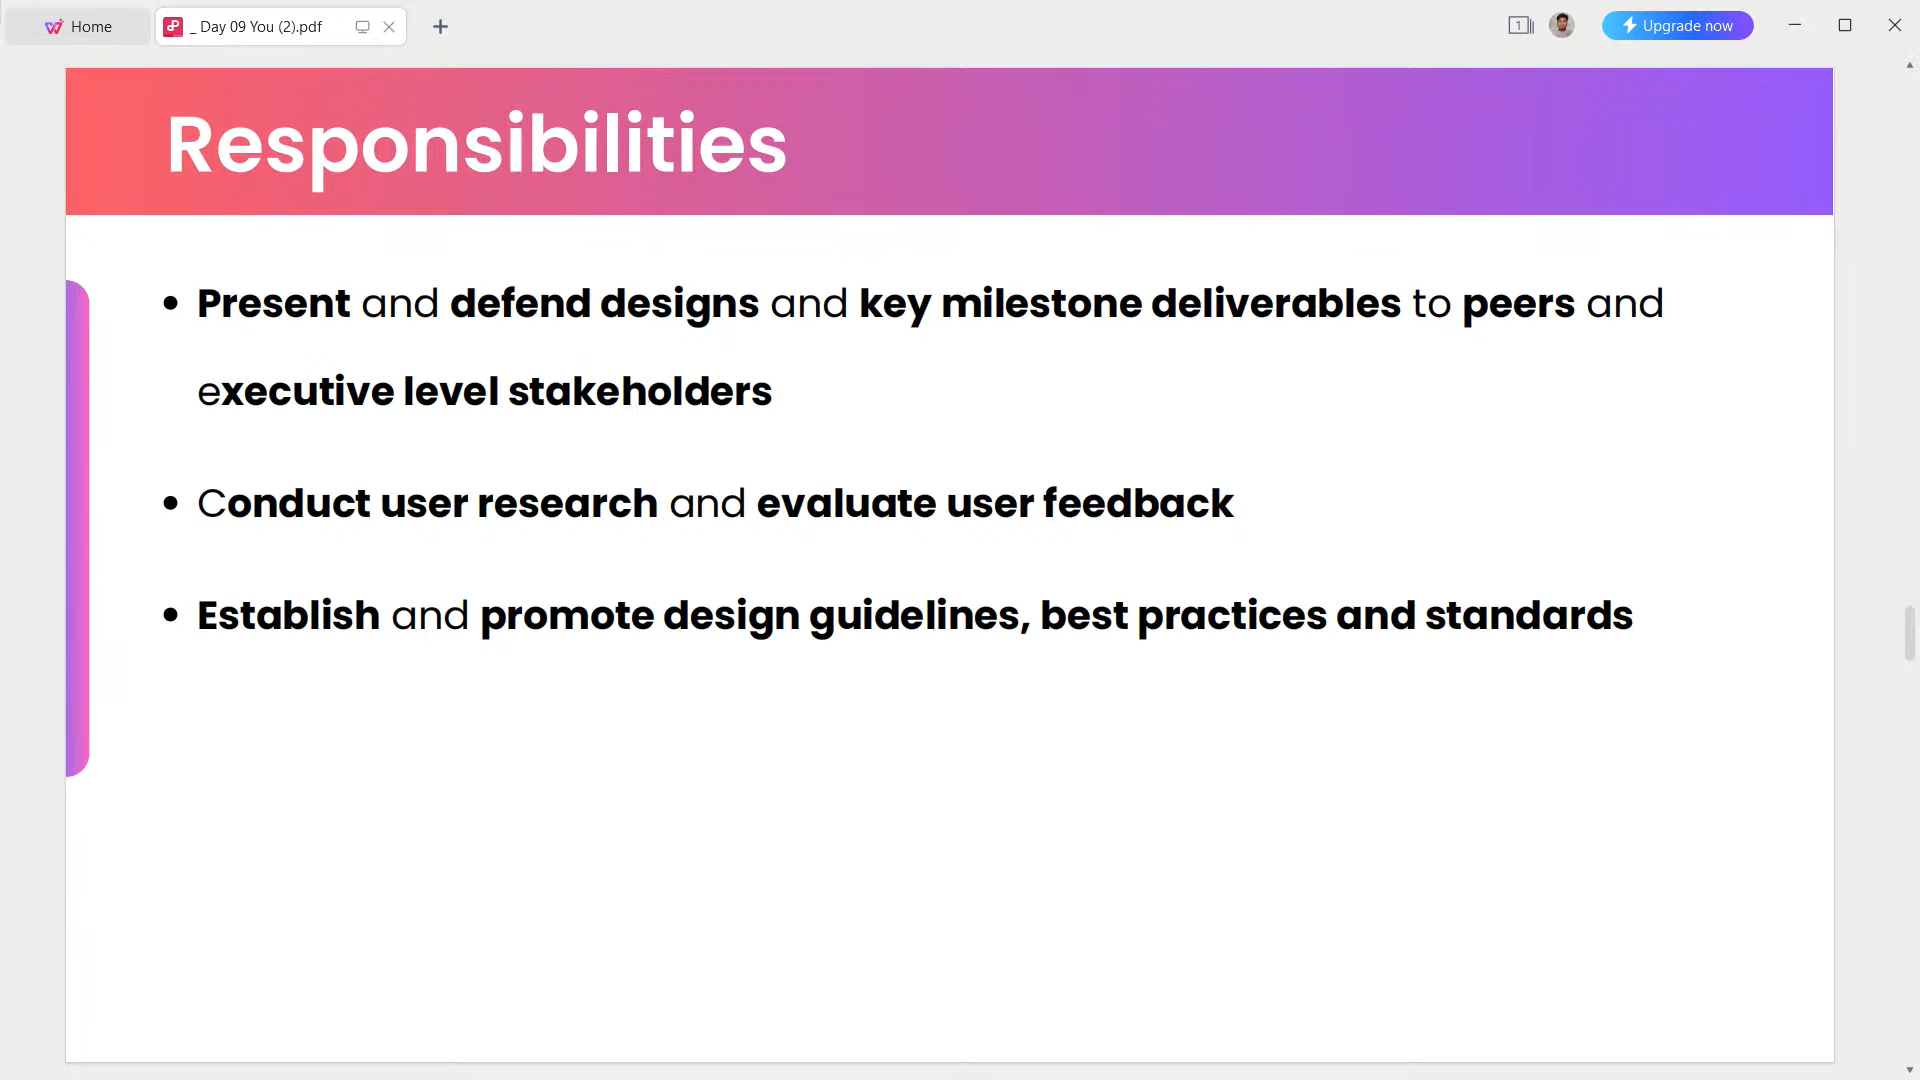 Home
_ Day 09 You (2).pdf
1
Upgrade now
Responsibilities
• Present and defend designs and key milestone deliverables to peers and
executive level stakeholders
• Conduct user research and evaluate user feedback
• Establish and promote design guidelines, best practices and standards